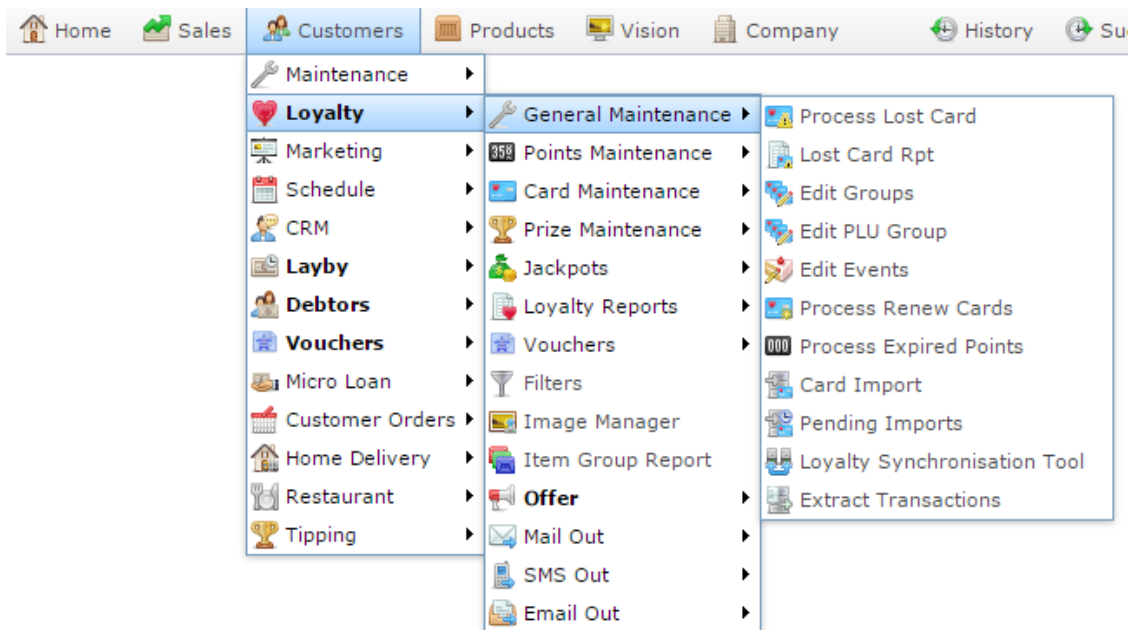 Home Sales Customers Products Vision Company History
Maintenance
Loyalty
Marketing
Schedule
CRM
Layby
Debtors
Vouchers
Micro Loan
Customer Orders
Home Delivery
Restaurant
Tipping
General Maintenance
358 Points Maintenance
Card Maintenance
Prize Maintenance
Jackpots
Loyalty Reports
Vouchers
Filters
Image Manager
Item Group Report
Offer
Mail Out
SMS Out
Email Out
Process Lost Card
Lost Card Rpt
Edit Groups
Edit PLU Group
Edit Events
Process Renew Cards
000 Process Expired Points
Card Import
Pending Imports
Loyalty Synchronisation Tool
Extract Transactions